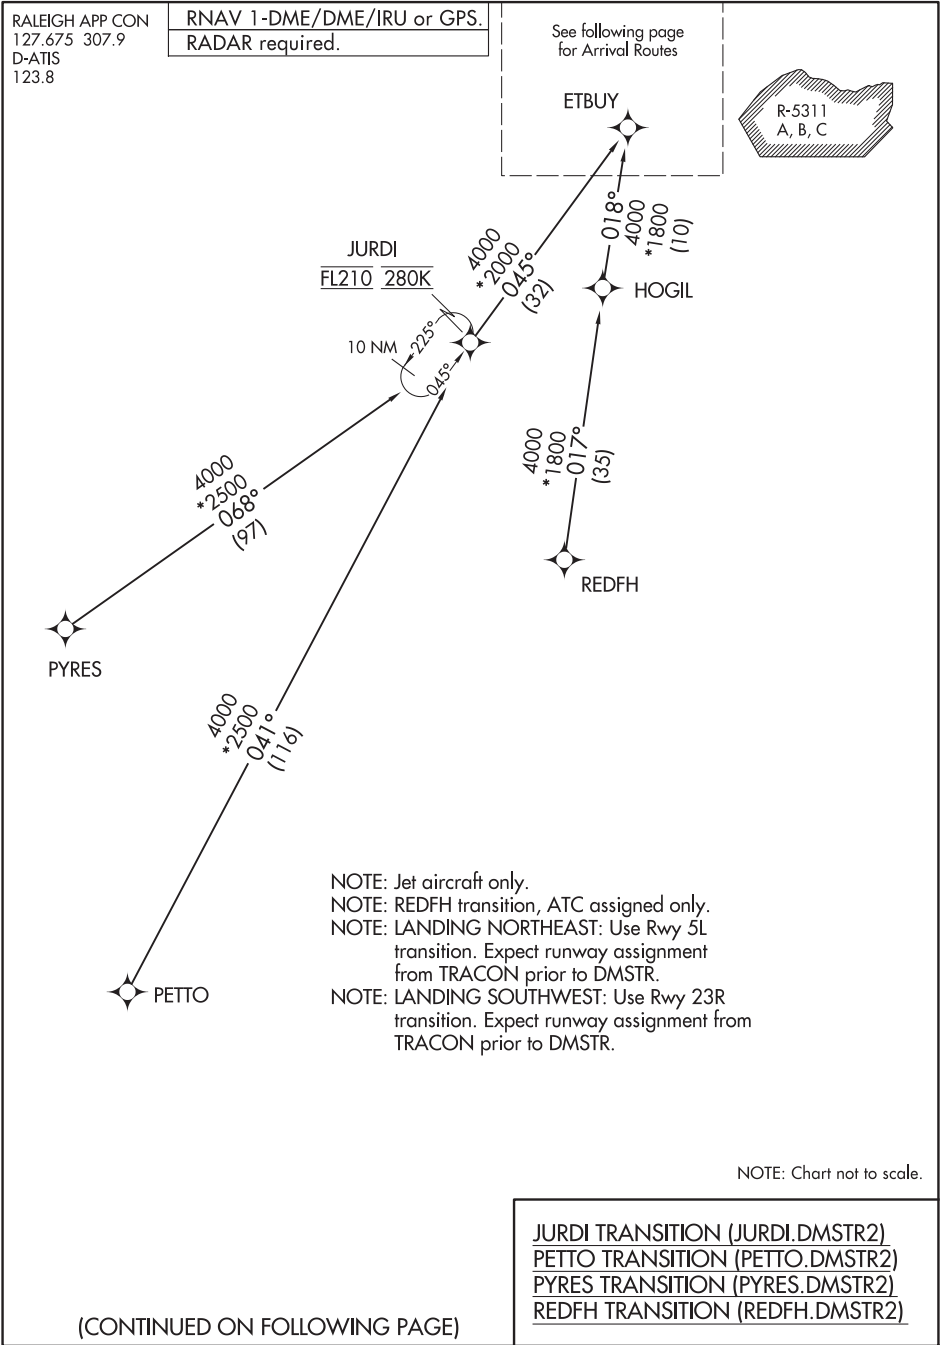 RALEIGH APP CON
127.675 307.9
D-ATIS
123.8
RNAV 1-DME/DME/IRU or GPS.
RADAR required.
See following page
for Arrival Routes
ETBUY
R-5311
A, B, C
018°
4000
*1800
(10)
JURDI
FL210 280K
4000
*2000
045°
(32)
HOGIL
10 NM
225°
045°
4000
*1800
017°
(35)
4000
*2500
068°
(97)
REDFH
PYRES
4000
*2500
041°
(116)
PETTO
NOTE: Jet aircraft only.
NOTE: REDFH transition, ATC assigned only.
NOTE: LANDING NORTHEAST: Use Rwy 5L
transition. Expect runway assignment
from TRACON prior to DMSTR.
NOTE: LANDING SOUTHWEST: Use Rwy 23R
transition. Expect runway assignment from
TRACON prior to DMSTR.
NOTE: Chart not to scale.
JURDI TRANSITION (JURDI.DMSTR2)
PETTO TRANSITION (PETTO.DMSTR2)
PYRES TRANSITION (PYRES.DMSTR2)
REDFH TRANSITION (REDFH.DMSTR2)
(CONTINUED ON FOLLOWING PAGE)